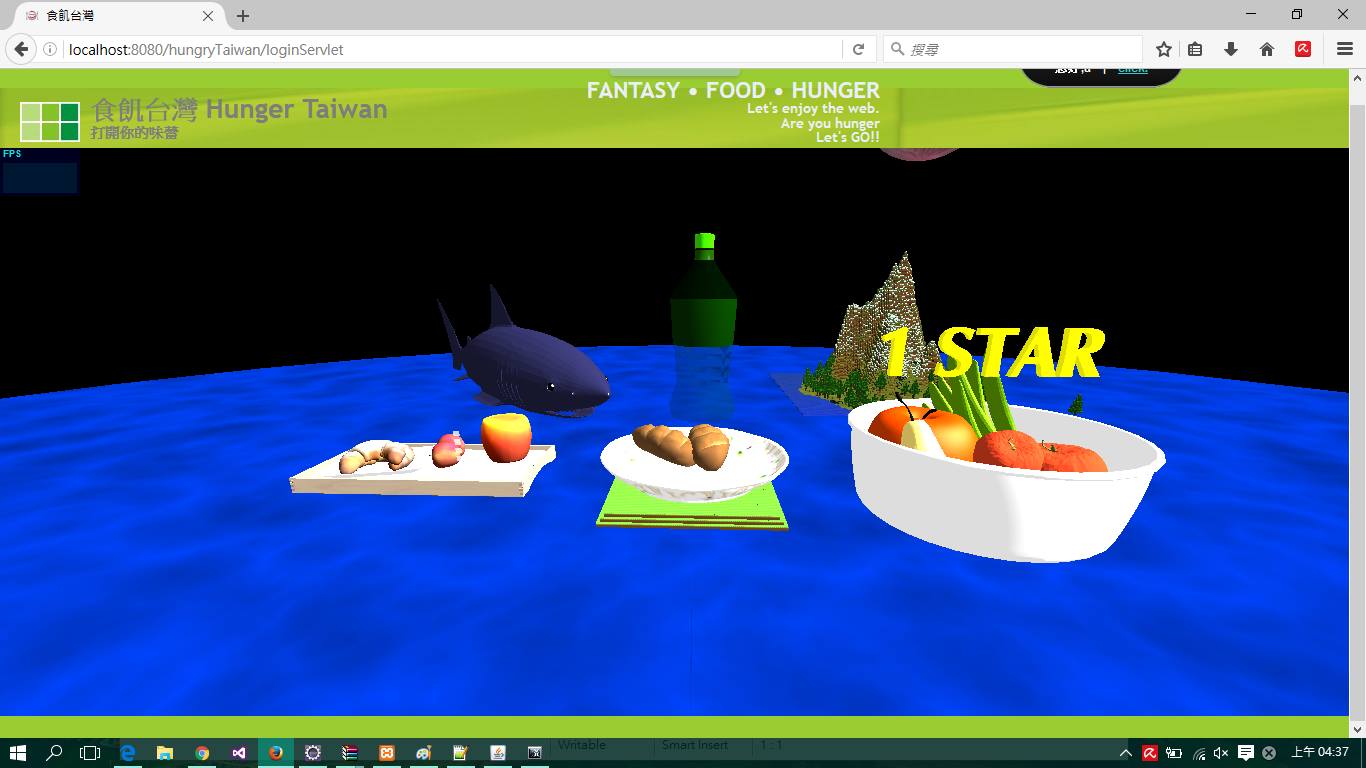 食飢台灣
localhost:8080/hungryTaiwan/loginServlet
搜尋
Click!
食飢台灣 Hunger Taiwan
打開你的味蕾
FANTASY • FOOD • HUNGER
Let's enjoy the web.
Are you hunger
Let's GO!!
FPS
1 STAR
Writable
Smart Insert
1 : 1
上午 04:37